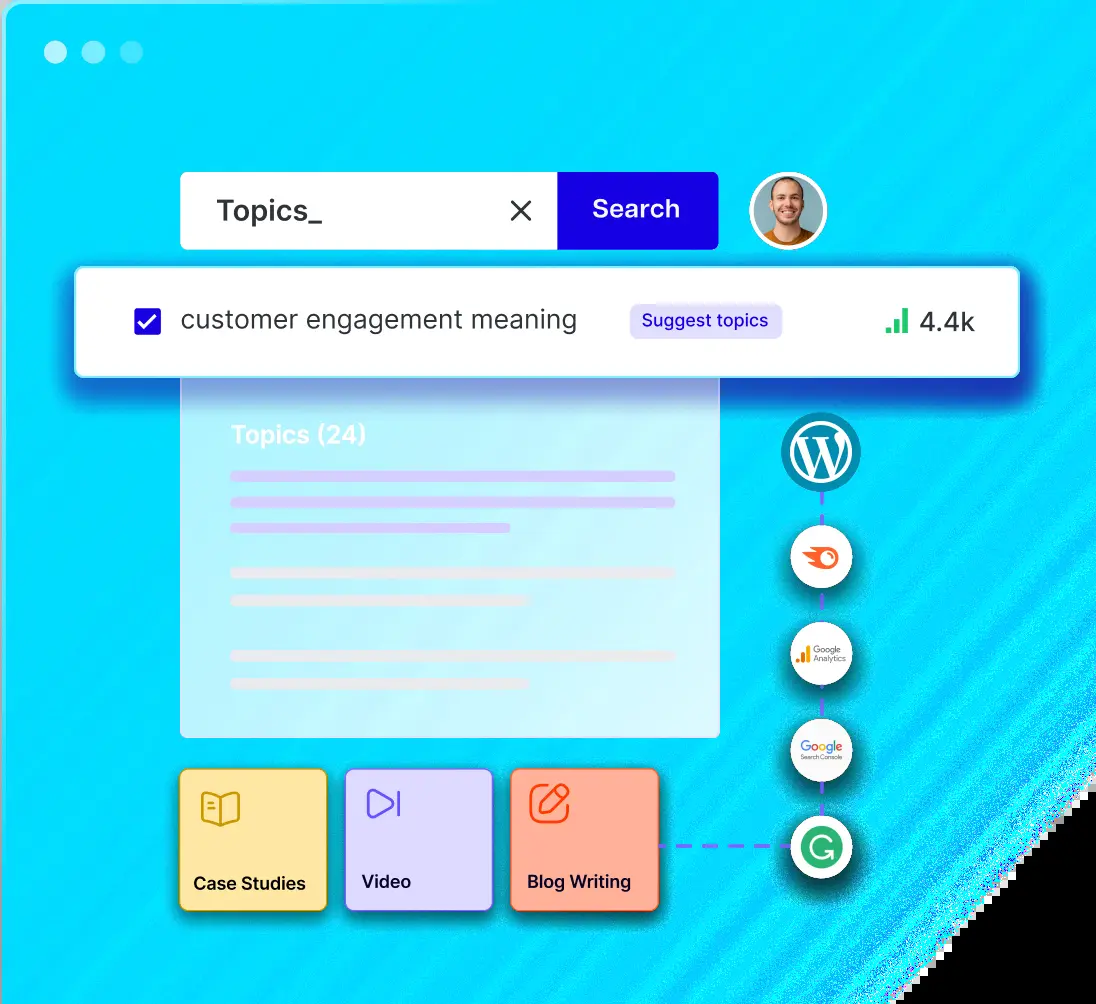 Topics_
Search
customer engagement meaning
Suggest topics
4.4k
Topics (24)
Google
Analytics
Google
Search Console
Case Studies
Video
Blog Writing